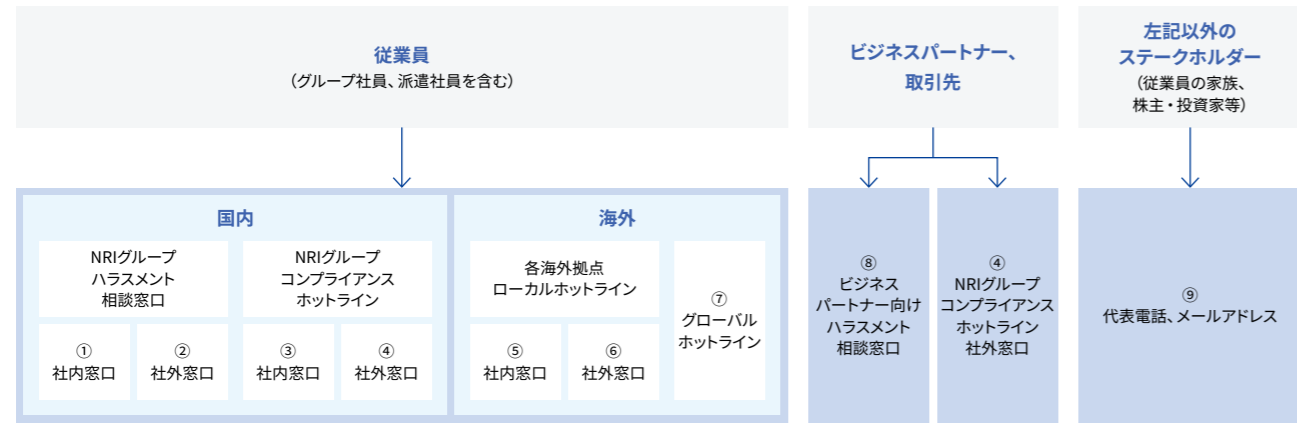 従業員
（グループ社員、派遣社員を含む）
ビジネスパートナー、
取引先
左記以外の
ステークホルダー
（従業員の家族、
株主・投資家等）
国内
NRIグループ
ハラスメント
相談窓口
①
社内窓口
②
社外窓口
NRIグループ
コンプライアンス
ホットライン
③
社内窓口
④
社外窓口
海外
各海外拠点
ローカルホットライン
⑤
社内窓口
⑥
社外窓口
⑦
グローバル
ホットライン
⑧
ビジネス
パートナー向け
ハラスメント
相談窓口
④
NRIグループ
コンプライアンス
ホットライン
社外窓口
⑨
代表電話、メールアドレス